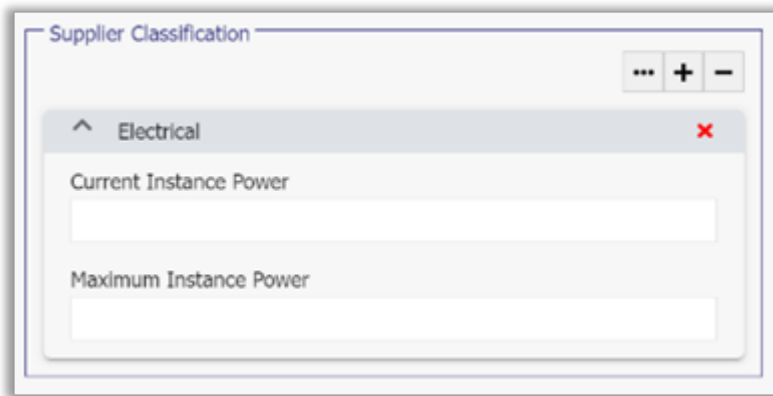 Supplier Classification
Electrical
Current Instance Power
Maximum Instance Power